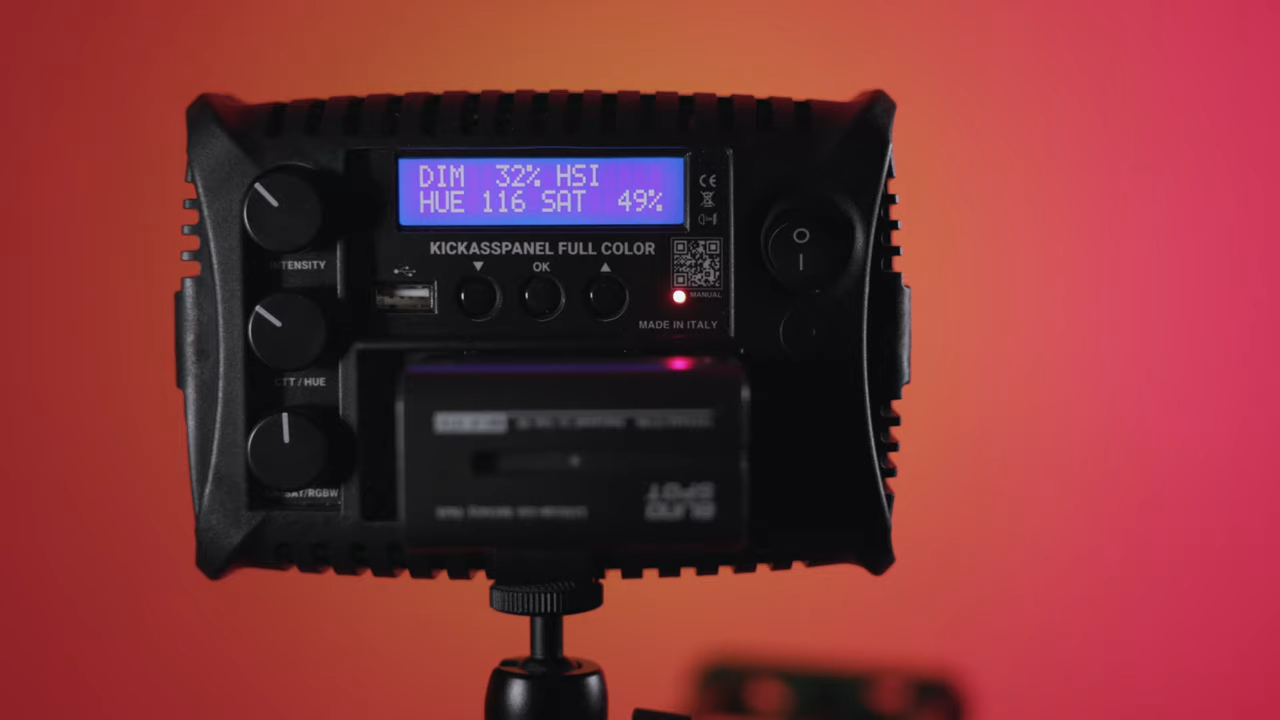 DIM 32% HSI
HUE 116 SAT 49%
CE
KICKASSPANEL FULL COLOR
INTENSITY
OK
MANUAL
MADE IN ITALY
CTT / HUE
SAT/RGBW
O
I